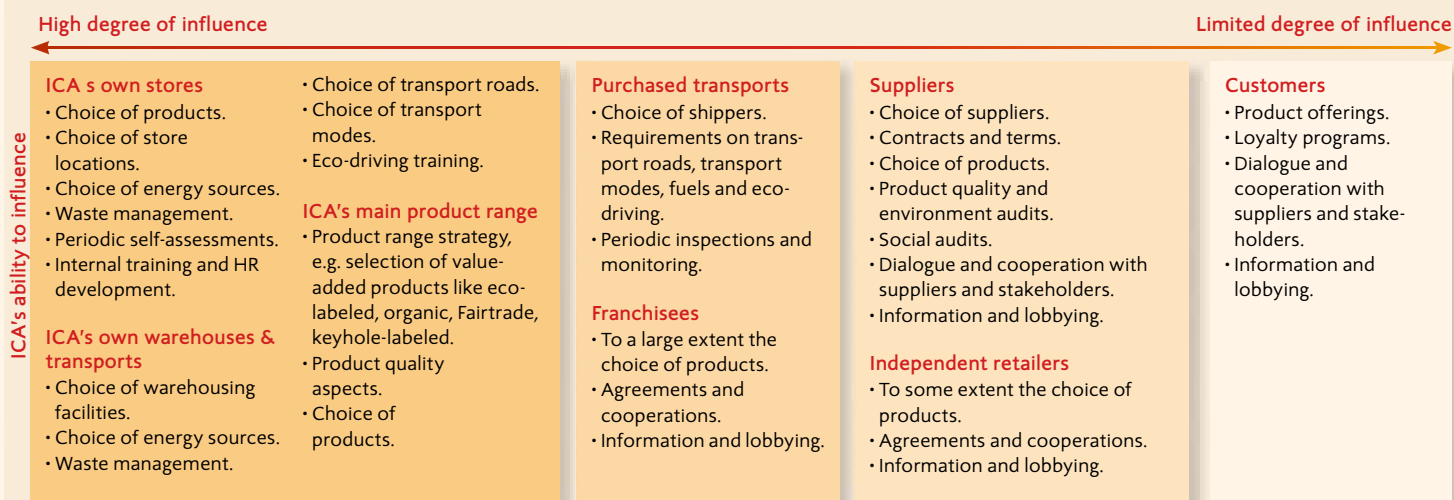 High degree of influence
Limited degree of influence
ICA's ability to influence
ICA s own stores
• Choice of products.
• Choice of store
locations.
• Choice of energy sources.
• Waste management.
• Periodic self-assessments.
• Internal training and HR
development.
ICA's own warehouses &
transports
• Choice of warehousing
facilities.
• Choice of energy sources.
• Waste management.
• Choice of transport roads.
• Choice of transport
modes.
• Eco-driving training.
ICA's main product range
• Product range strategy,
e.g. selection of value-
added products like eco-
labeled, organic, Fairtrade,
keyhole-labeled.
• Product quality
aspects.
• Choice of
products.
Purchased transports
• Choice of shippers.
• Requirements on trans-
port roads, transport
modes, fuels and eco-
driving.
• Periodic inspections and
monitoring.
Franchisees
• To a large extent the
choice of products.
• Agreements and
cooperations.
• Information and lobbying.
Suppliers
• Choice of suppliers.
• Contracts and terms.
• Choice of products.
• Product quality and
environment audits.
• Social audits.
• Dialogue and cooperation with
suppliers and stakeholders.
• Information and lobbying.
Independent retailers
• To some extent the choice of
products.
• Agreements and cooperations.
• Information and lobbying.
Customers
• Product offerings.
• Loyalty programs.
• Dialogue and
cooperation with
suppliers and stake-
holders.
• Information and
lobbying.